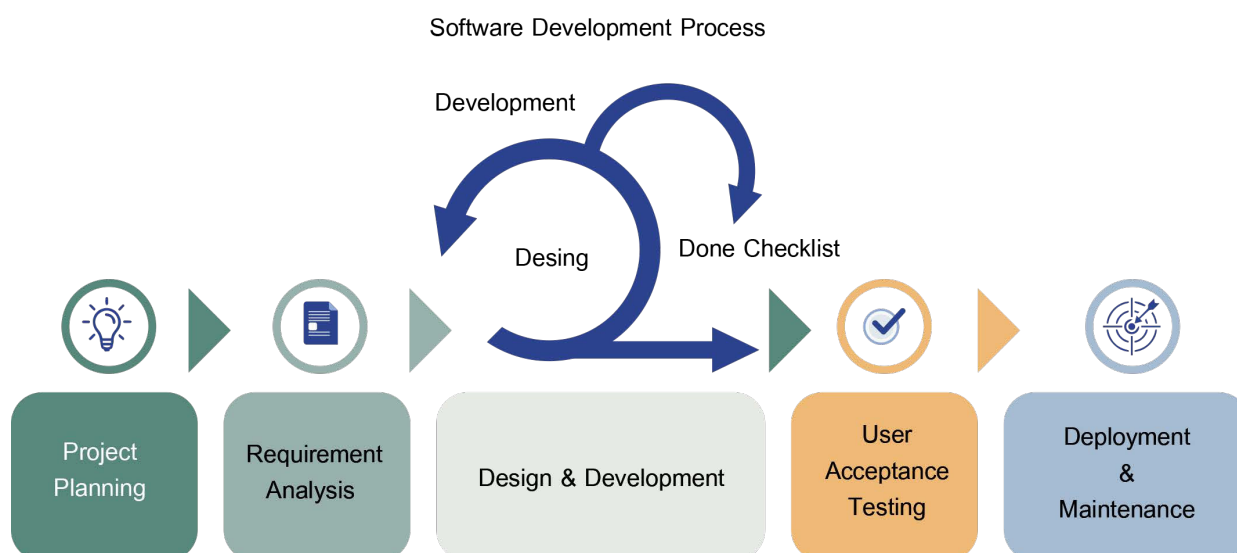 Software Development Process
Development
Desing
Done Checklist
Project
Planning
Requirement
Analysis
Design & Development
User
Acceptance
Testing
Deployment
&
Maintenance